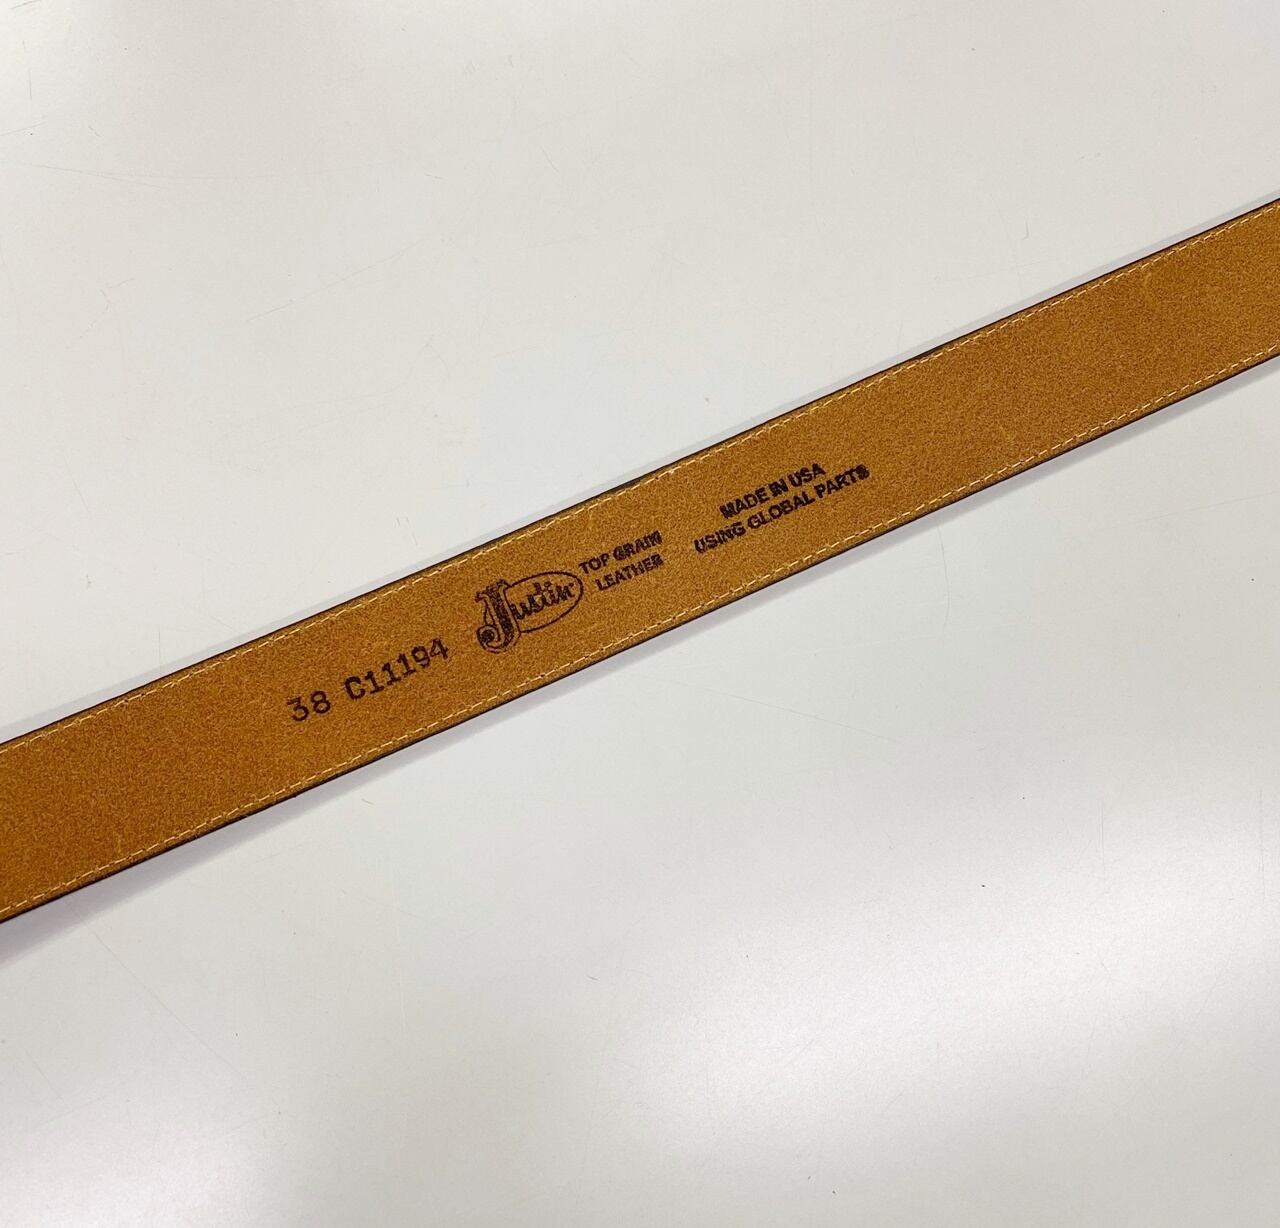 38 C11194
Justin
TOP GRAIN
LEATHER
MADE IN USA
USING GLOBAL PARTS